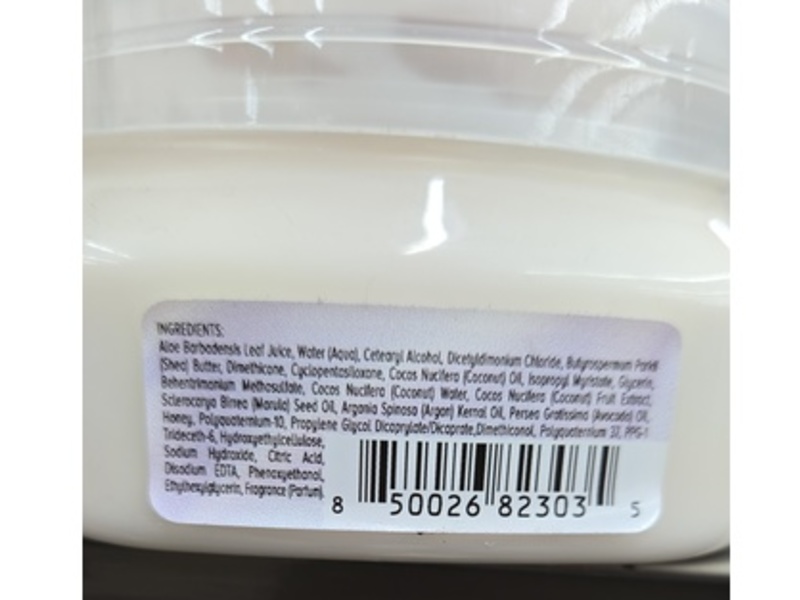 INGREDIENTS:
Aloe Barbadensis Leaf Juice, Water (Aqua), Cetearyl Alcohol, Dicetyldimonium Chloride, Butyrospermum Parkii
(Shea) Butter, Dimethicone, Cyclopentasiloxane, Cocos Nucifera (Coconut) Oil, Isopropyl Myristate, Glycerin,
Behentrimonium Methosulfate, Cocos Nucifera (Coconut) Water, Cocos Nucifera (Coconut) Fruit Extract,
Sclerocarya Birrea (Marula) Seed Oil, Argania Spinosa (Argan) Kernal Oil, Persea Gratissima (Avocado) Oil,
Honey, Polyquaternium-10, Propylene Glycol Dicaprylate/Dicaprate,Dimethiconol, Polyquaternium 37, PPG-1
Trideceth-6, Hydroxyethylcellulose,
Sodium Hydroxide, Citric Acid,
Disodium EDTA, Phenoxyethanol,
Ethylhexylglycerin, Fragrance (Parfum).
8 50026 82303 5